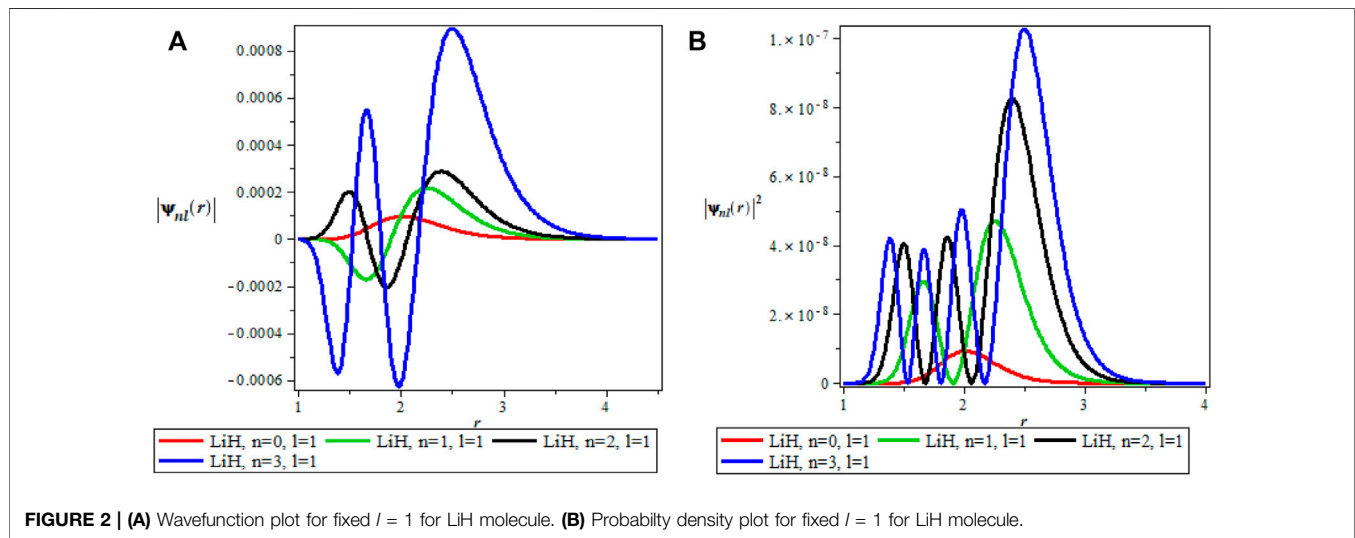 A
0.0008
0.0006
0.0004
0.0002
0
-0.0002
-0.0004
-0.0006
|Ψnl(r)|
1 2 3 4
r
LiH, n=0, l=1 LiH, n=1, l=1 LiH, n=2, l=1
LiH, n=3, l=1
B
1.×10⁻⁷
8.×10⁻⁸
6.×10⁻⁸
4.×10⁻⁸
2.×10⁻⁸
0
|Ψnl(r)|²
1 2 3 4
r
LiH, n=0, l=1 LiH, n=1, l=1 LiH, n=2, l=1
LiH, n=3, l=1
FIGURE 2 | (A) Wavefunction plot for fixed l = 1 for LiH molecule. (B) Probabilty density plot for fixed l = 1 for LiH molecule.